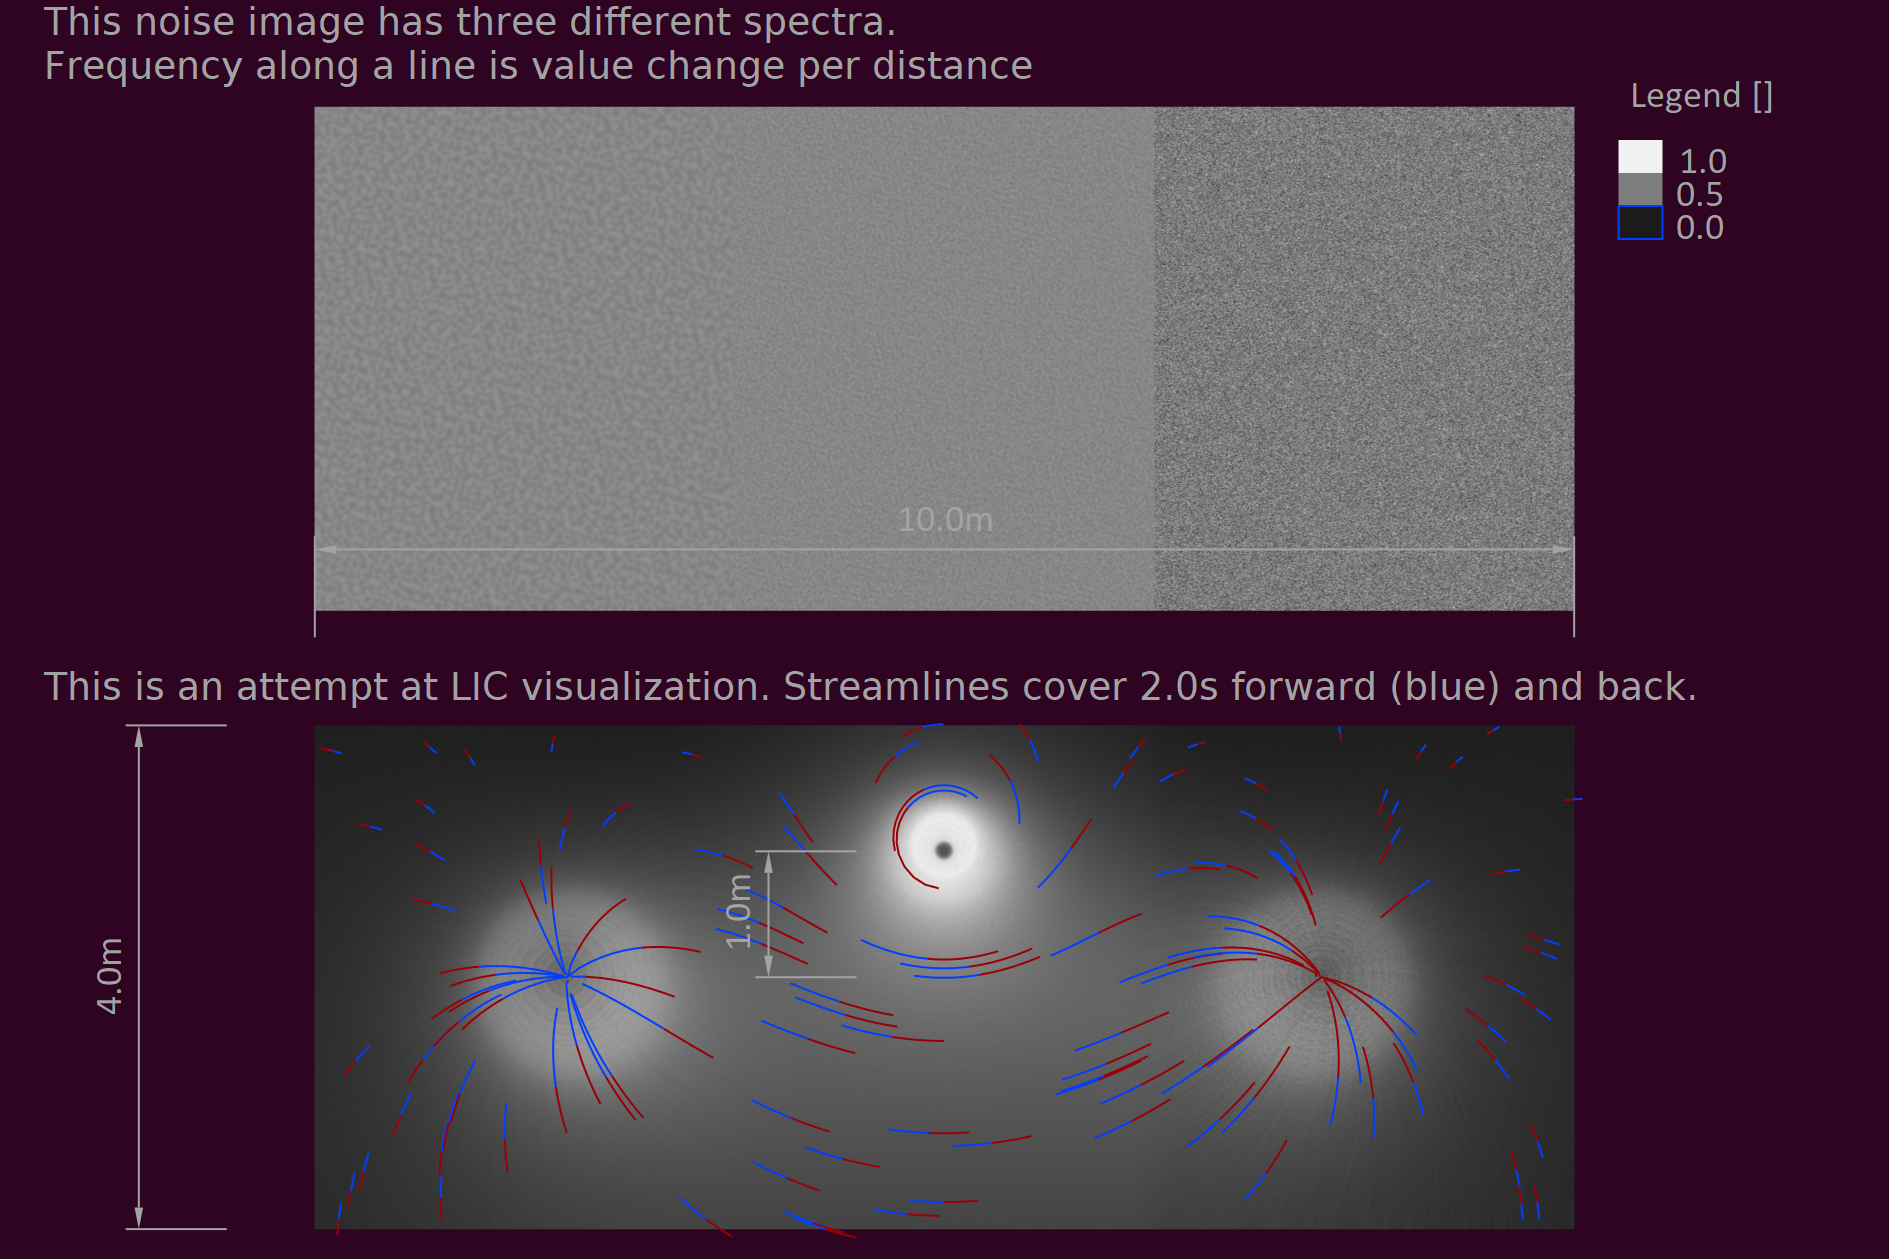 This noise image has three different spectra.
Frequency along a line is value change per distance
Legend []
1.0
0.5
0.0
10.0m
This is an attempt at LIC visualization. Streamlines cover 2.0s forward (blue) and back.
4.0m
1.0m